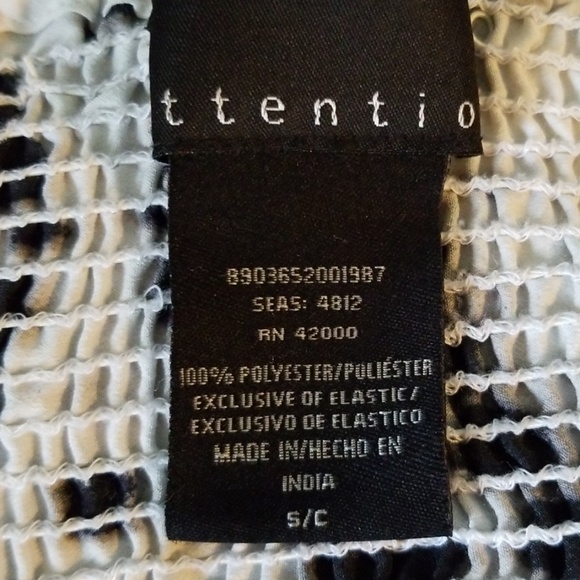 ttentio
8903652001987
SEAS: 4812
RN 42000
100% POLYESTER/POLIÉSTER
EXCLUSIVE OF ELASTIC/
EXCLUSIVO DE ELASTICO
MADE IN/HECHO EN
INDIA
S/C